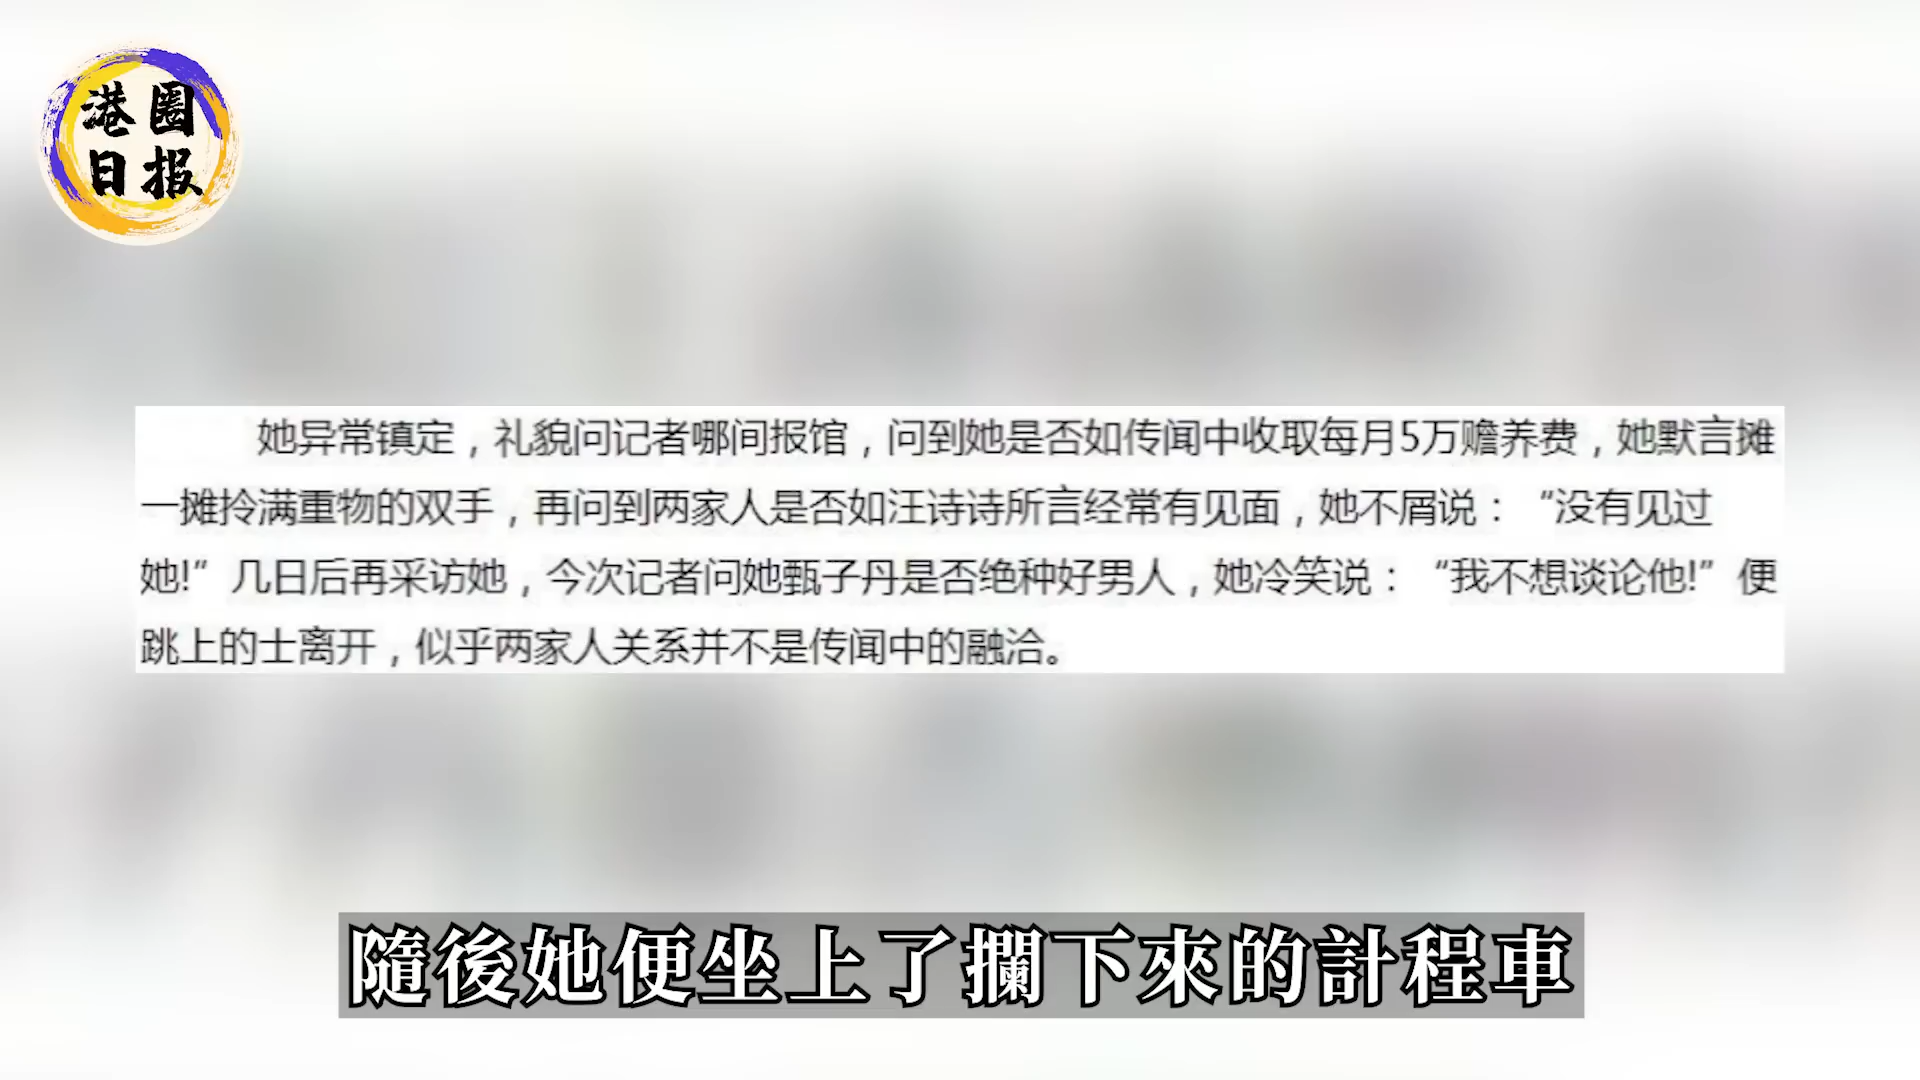 港圈
日报
她异常镇定，礼貌问记者哪间报馆，问到她是否如传闻中收取每月5万赡养费，她默言摊
一摊拎满重物的双手，再问到两家人是否如汪诗诗所言经常有见面，她不屑说：“没有见过
她!”几日后再采访她，今次记者问她甄子丹是否绝种好男人，她冷笑说：“我不想谈论他!”便
跳上的士离开，似乎两家人关系并不是传闻中的融洽。
隨後她便坐上了攔下來的計程車